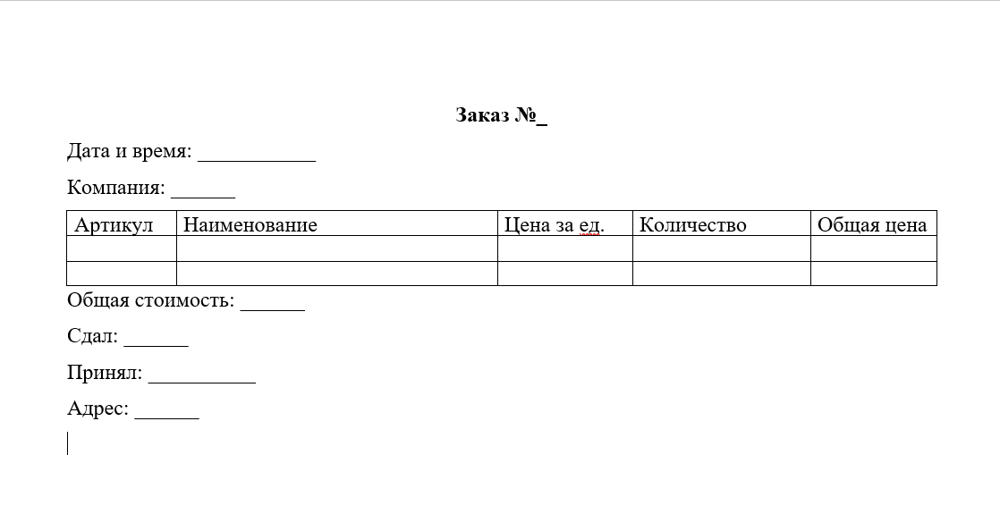 Заказ №_
Дата и время: ___________
Компания: ______
Артикул Наименование Цена за ед. Количество Общая цена
Общая стоимость: ______
Сдал: ______
Принял: __________
Адрес: ______